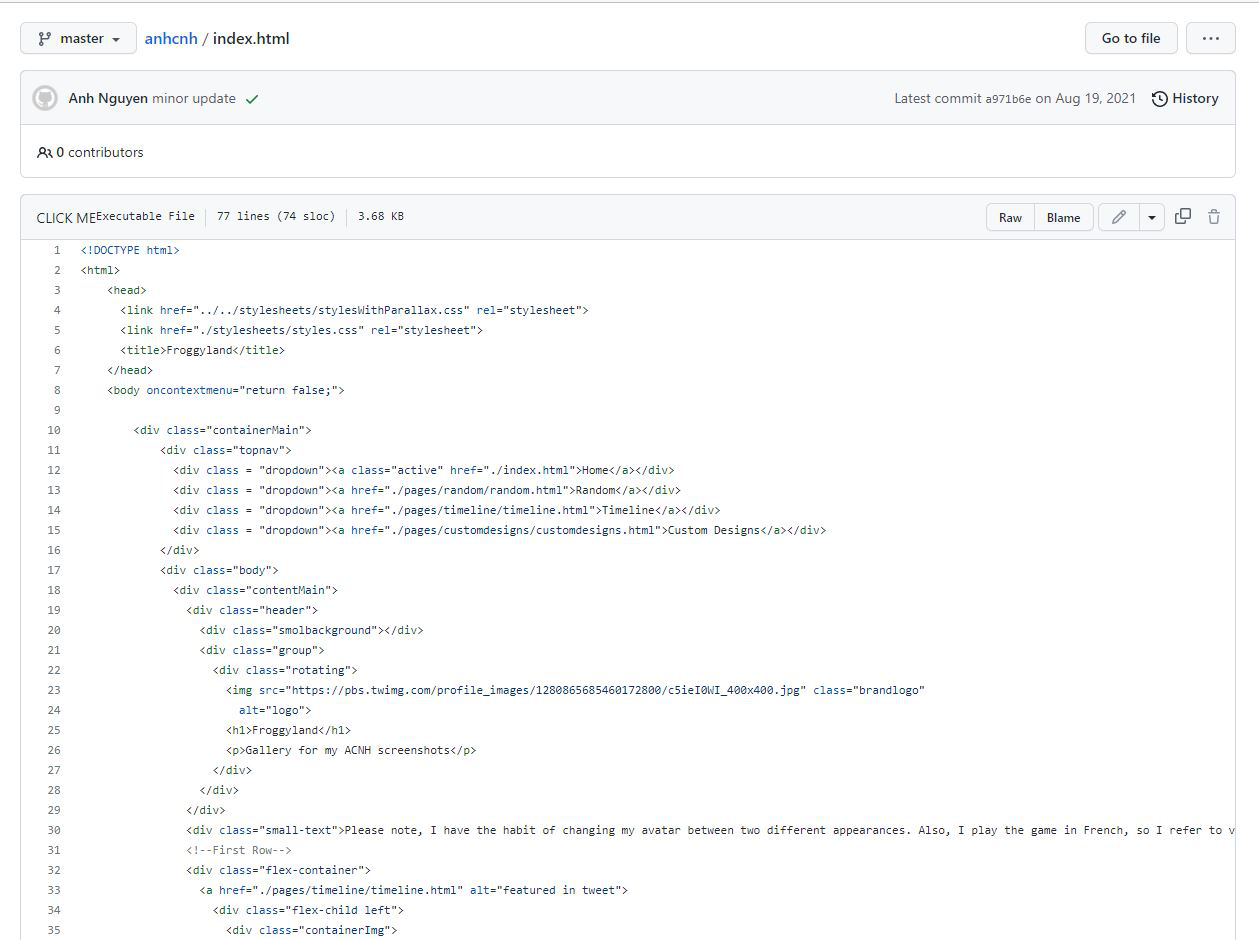 master anhcnh / index.html Go to file ...
Anh Nguyen minor update Latest commit a971b6e on Aug 19, 2021 History
0 contributors
CLICK MEExecutable File 77 lines (74 sloc) 3.68 KB Raw Blame
1 <!DOCTYPE html>
2 <html>
3 <head>
4 <link href="../../stylesheets/stylesWithParallax.css" rel="stylesheet">
5 <link href="./stylesheets/styles.css" rel="stylesheet">
6 <title>Froggyland</title>
7 </head>
8 <body oncontextmenu="return false;">
9
10 <div class="containerMain">
11 <div class="topnav">
12 <div class = "dropdown"><a class="active" href="./index.html">Home</a></div>
13 <div class = "dropdown"><a href="./pages/random/random.html">Random</a></div>
14 <div class = "dropdown"><a href="./pages/timeline/timeline.html">Timeline</a></div>
15 <div class = "dropdown"><a href="./pages/customdesigns/customdesigns.html">Custom Designs</a></div>
16 </div>
17 <div class="body">
18 <div class="contentMain">
19 <div class="header">
20 <div class="smolbackground"></div>
21 <div class="group">
22 <div class="rotating">
23 <img src="https://pbs.twimg.com/profile_images/1280865685460172800/c5ieI0WI_400x400.jpg" class="brandlogo"
24 alt="logo">
25 <h1>Froggyland</h1>
26 <p>Gallery for my ACNH screenshots</p>
27 </div>
28 </div>
29 </div>
30 <div class="small-text">Please note, I have the habit of changing my avatar between two different appearances. Also, I play the game in French, so I refer to v
31 <!--First Row-->
32 <div class="flex-container">
33 <a href="./pages/timeline/timeline.html" alt="featured in tweet">
34 <div class="flex-child left">
35 <div class="containerImg">